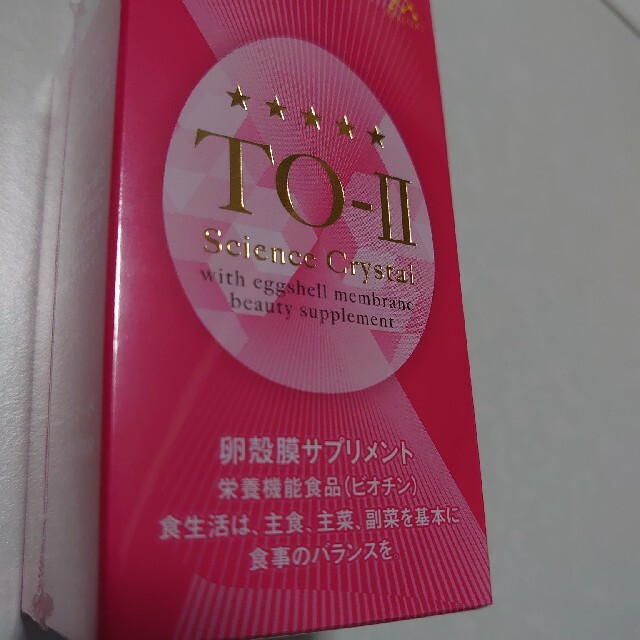 TO-II
Science Crystal
with eggshell membrane
beauty supplement
卵殻膜サプリメント
栄養機能食品(ビオチン)
食生活は、主食、主菜、副菜を基本に
食事のバランスを。